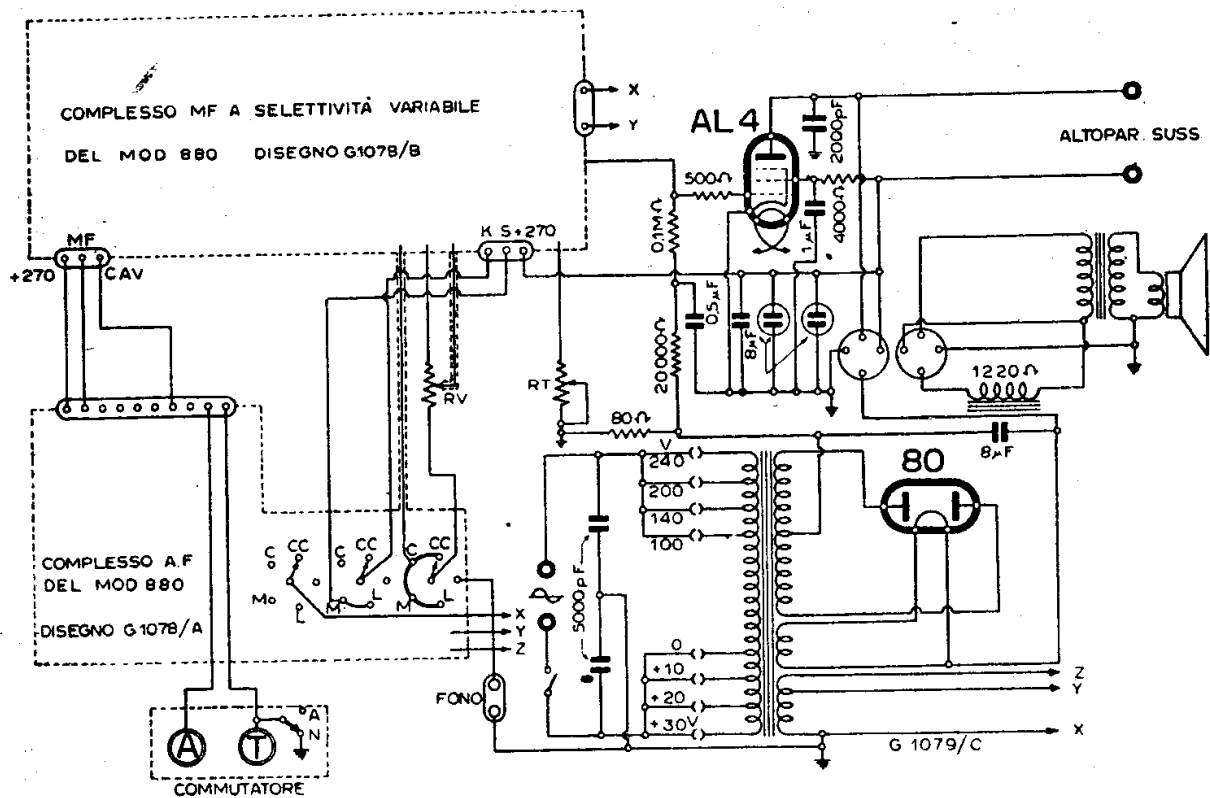 COMPLESSO MF A SELETTIVITÀ VARIABILE
DEL MOD 880 DISEGNO G1078/B
X
Y
AL 4
2000pF
ALTOPAR. SUSS
500Ω
4000Ω
0.1MΩ
1µF
MF
+270
CAV
K S+270
0.5µF
8µF
20000Ω
RV
RT
80Ω
1220Ω
8µF
80
V
240
200
140
100
COMPLESSO A.F
DEL MOD 880
DISEGNO G1078/A
C CC
C CC
C CC
M L
M L
M L
X
Y
Z
5000pF
0
+10
+20
+30V
FONO
Z
Y
X
G 1079/C
A
T
A
N
COMMUTATORE